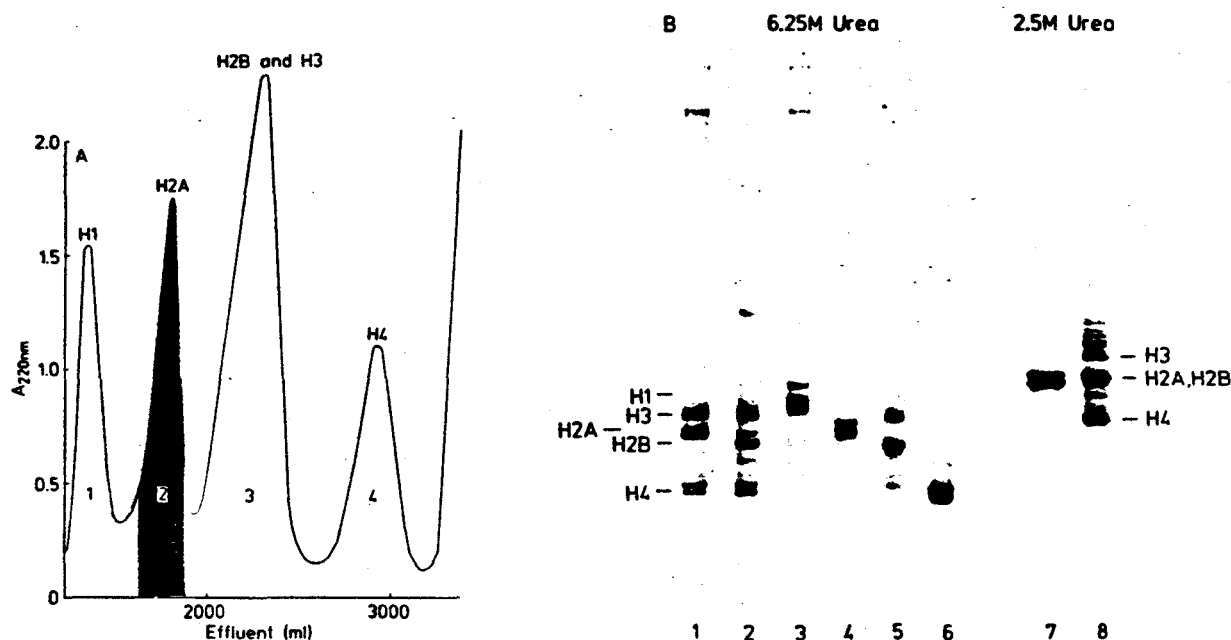 A
2.0
1.5
1.0
0.5
0
A220nm
2000 3000
Effluent (ml)
H1
H2A
H2B and H3
H4
1 2 3 4
B 6.25M Urea 2.5M Urea
H1
H3
H2A
H2B
H4
H3
H2A,H2B
H4
1 2 3 4 5 6 7 8